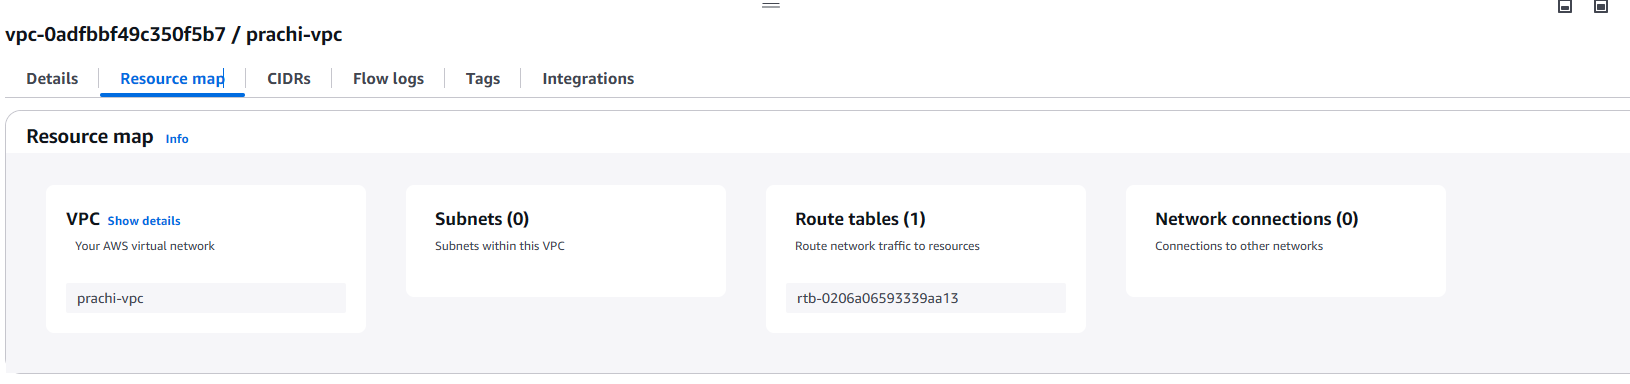 vpc-0adfbbf49c350f5b7 / prachi-vpc
Details Resource map CIDRs Flow logs Tags Integrations
Resource map Info
VPC Show details
Your AWS virtual network
prachi-vpc
Subnets (0)
Subnets within this VPC
Route tables (1)
Route network traffic to resources
rtb-0206a06593339aa13
Network connections (0)
Connections to other networks